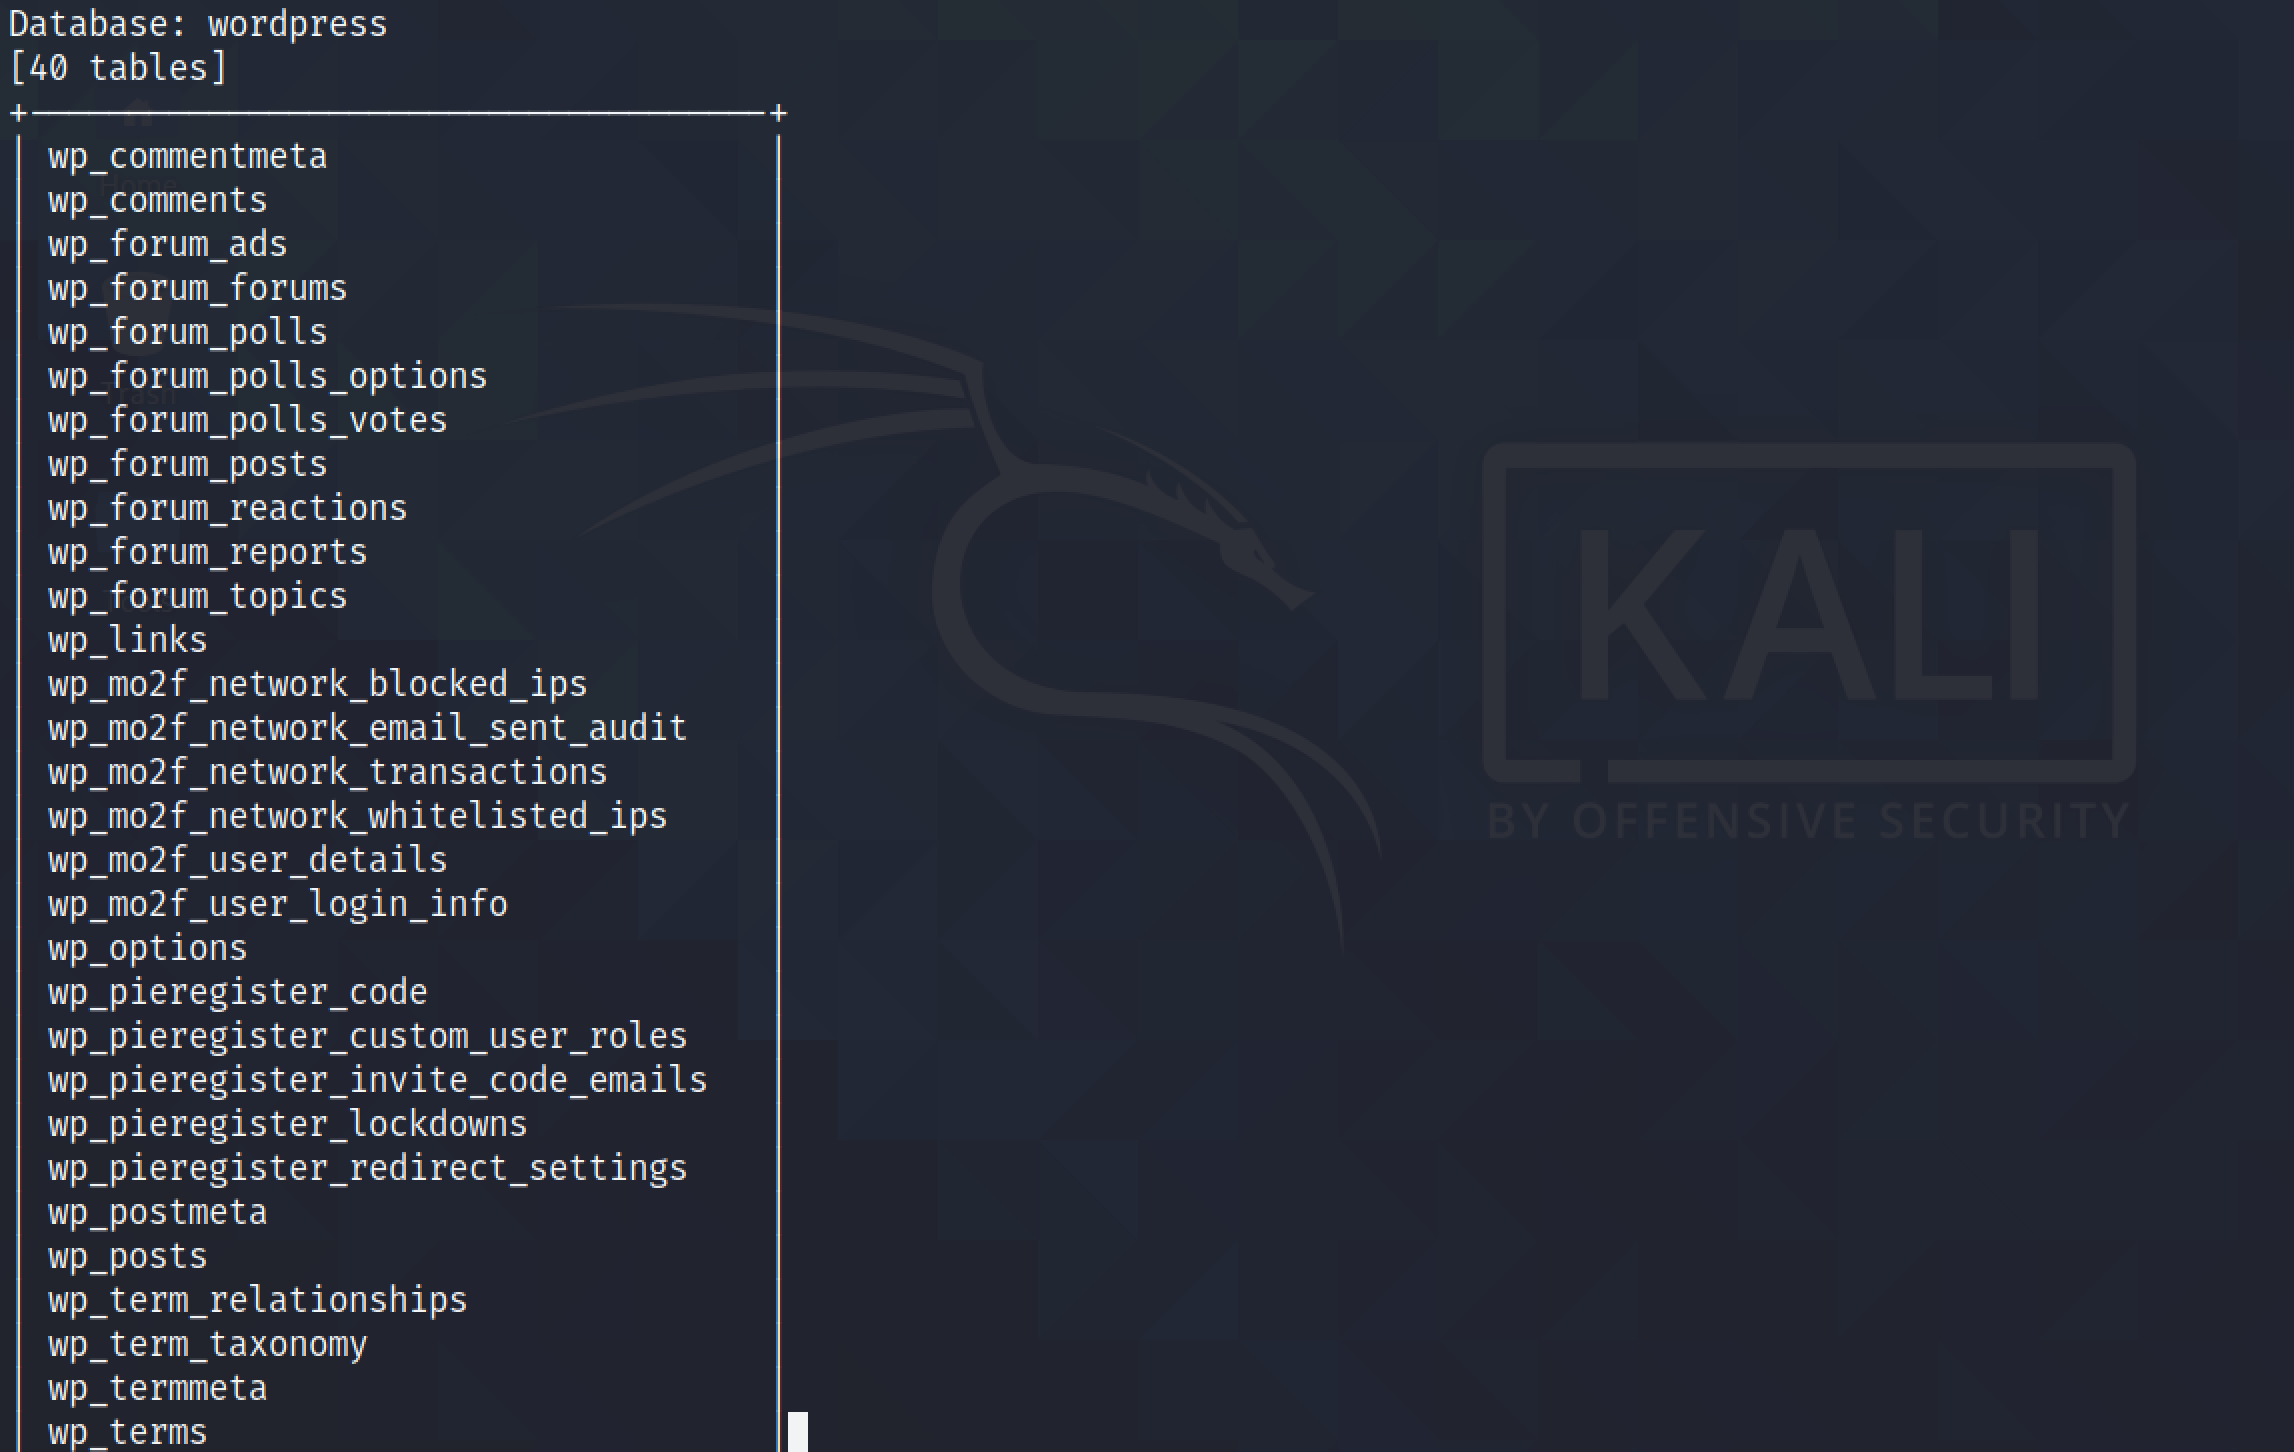 Database: wordpress
[40 tables]
wp_commentmeta
Home
wp_comments
wp_forum_ads
wp_forum_forums
wp_forum_polls
wp_forum_polls_options
Trash
wp_forum_polls_votes
wp_forum_posts
wp_forum_reactions
wp_forum_reports
wp_forum_topics
wp_links
wp_mo2f_network_blocked_ips
wp_mo2f_network_email_sent_audit
wp_mo2f_network_transactions
wp_mo2f_network_whitelisted_ips
wp_mo2f_user_details
wp_mo2f_user_login_info
wp_options
wp_pieregister_code
wp_pieregister_custom_user_roles
wp_pieregister_invite_code_emails
wp_pieregister_lockdowns
wp_pieregister_redirect_settings
wp_postmeta
wp_posts
wp_term_relationships
wp_term_taxonomy
wp_termmeta
wp_terms
KALI
BY OFFENSIVE SECURITY